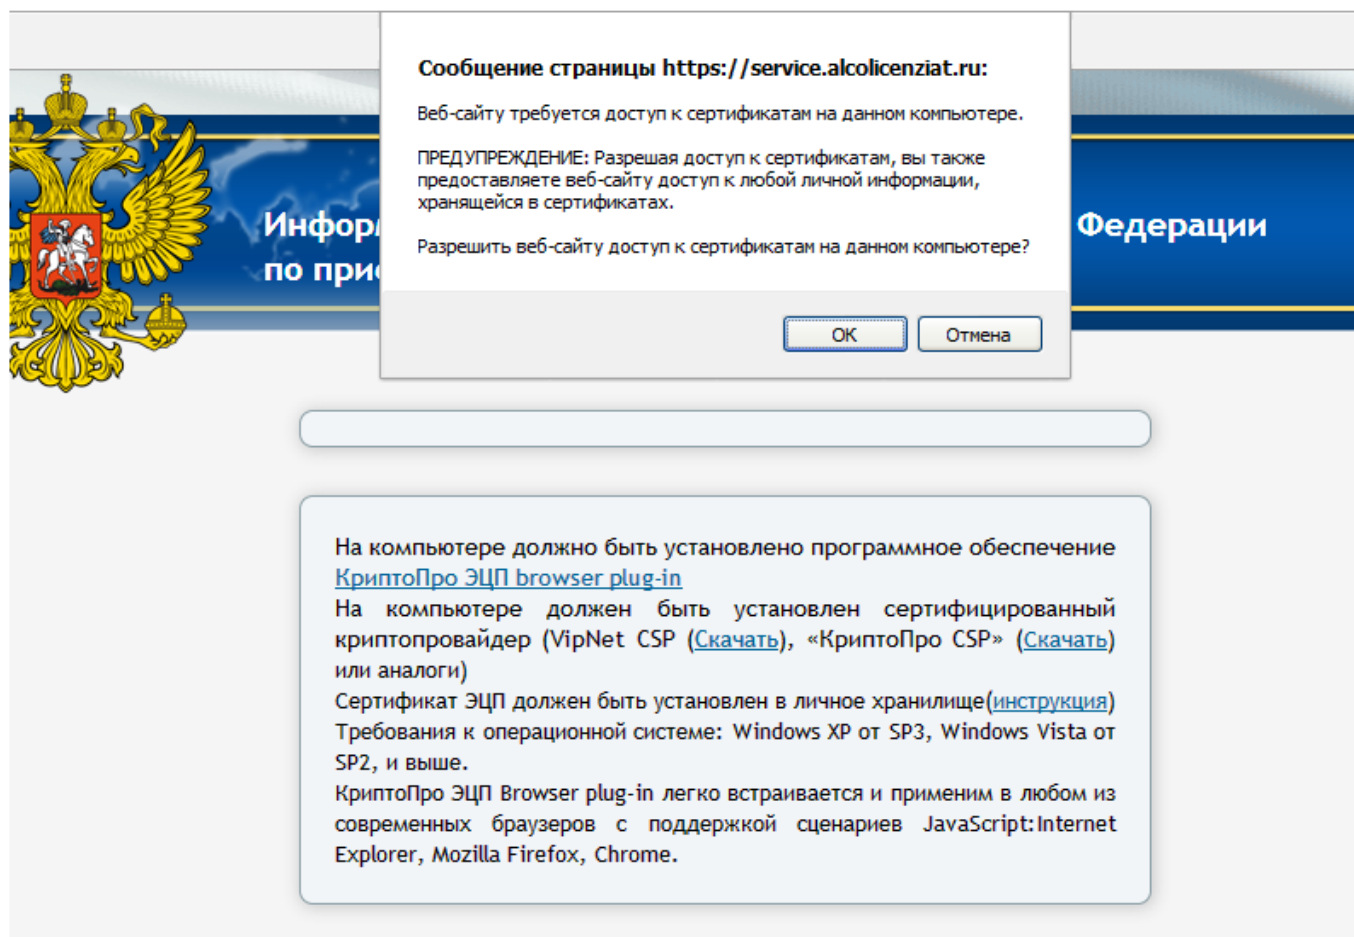 Сообщение страницы https://service.alcolicenziat.ru:
Веб-сайту требуется доступ к сертификатам на данном компьютере.
ПРЕДУПРЕЖДЕНИЕ: Разрешая доступ к сертификатам, вы также
предоставляете веб-сайту доступ к любой личной информации,
хранящейся в сертификатах.
Разрешить веб-сайту доступ к сертификатам на данном компьютере?
ОК
Отмена
Федерации
по
На компьютере должно быть установлено программное обеспечение
КриптоПро ЭЦП browser plug-in
На компьютере должен быть установлен сертифицированный
криптопровайдер (VipNet CSP (Скачать), «КриптоПро CSP» (Скачать)
или аналоги)
Сертификат ЭЦП должен быть установлен в личное хранилище(инструкция)
Требования к операционной системе: Windows XP от SP3, Windows Vista от
SP2, и выше.
КриптоПро ЭЦП Browser plug-in легко встраивается и применим в любом из
современных браузеров с поддержкой сценариев JavaScript:Internet
Explorer, Mozilla Firefox, Chrome.